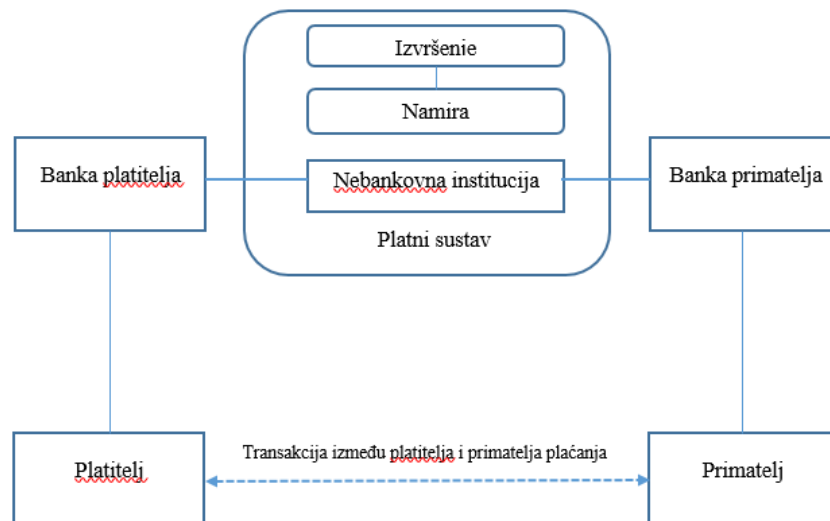 Izvršenie
Namira
Banka platitelja
Nebankovna institucija
Banka primatelja
Platni sustav
Transakcija između platitelja i primatelja plaćanja
Platitelj
Primatelj